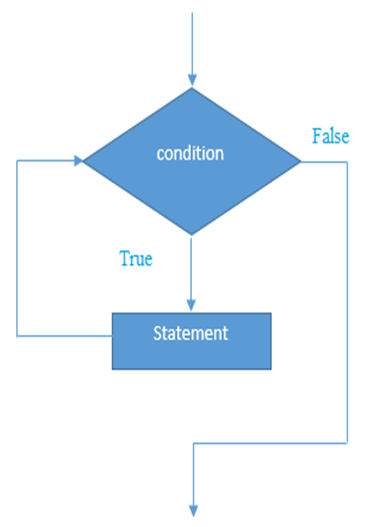 condition
False
True
Statement